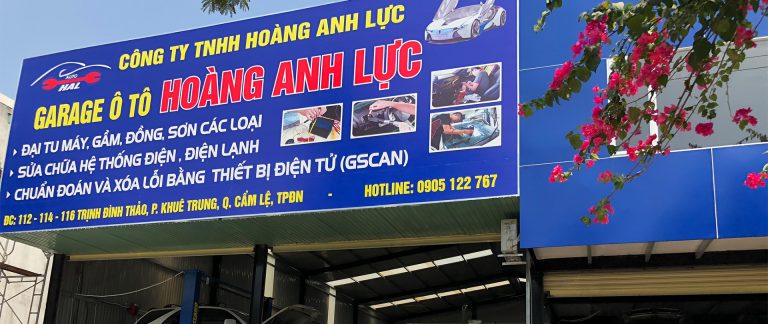 CÔNG TY TNHH HOÀNG ANH LỰC
AUTO
HAL
GARAGE Ô TÔ HOÀNG ANH LỰC
ĐẠI TU MÁY, GẦM, ĐỒNG, SƠN CÁC LOẠI
SỬA CHỮA HỆ THỐNG ĐIỆN , ĐIỆN LẠNH
CHUẨN ĐOÁN VÀ XÓA LỖI BẰNG THIẾT BỊ ĐIỆN TỬ (GSCAN)
ĐC: 112 - 114 - 116 TRỊNH ĐÌNH THẢO, P. KHUÊ TRUNG, Q. CẨM LỆ, TPĐN - HOTLINE: 0905 122 767